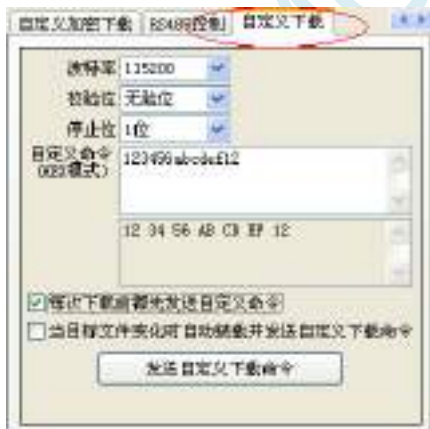 自定义加密下载 RS485控制 自定义下载
波特率 115200
校验位 无验位
停止位 1位
自定义命令 123456abcdef12
(HEX模式)
12 34 56 AB CD EF 12
每次下载前都先发送自定义命令
当目标文件变化时自动装载并发送自定义下载命令
发送自定义下载命令